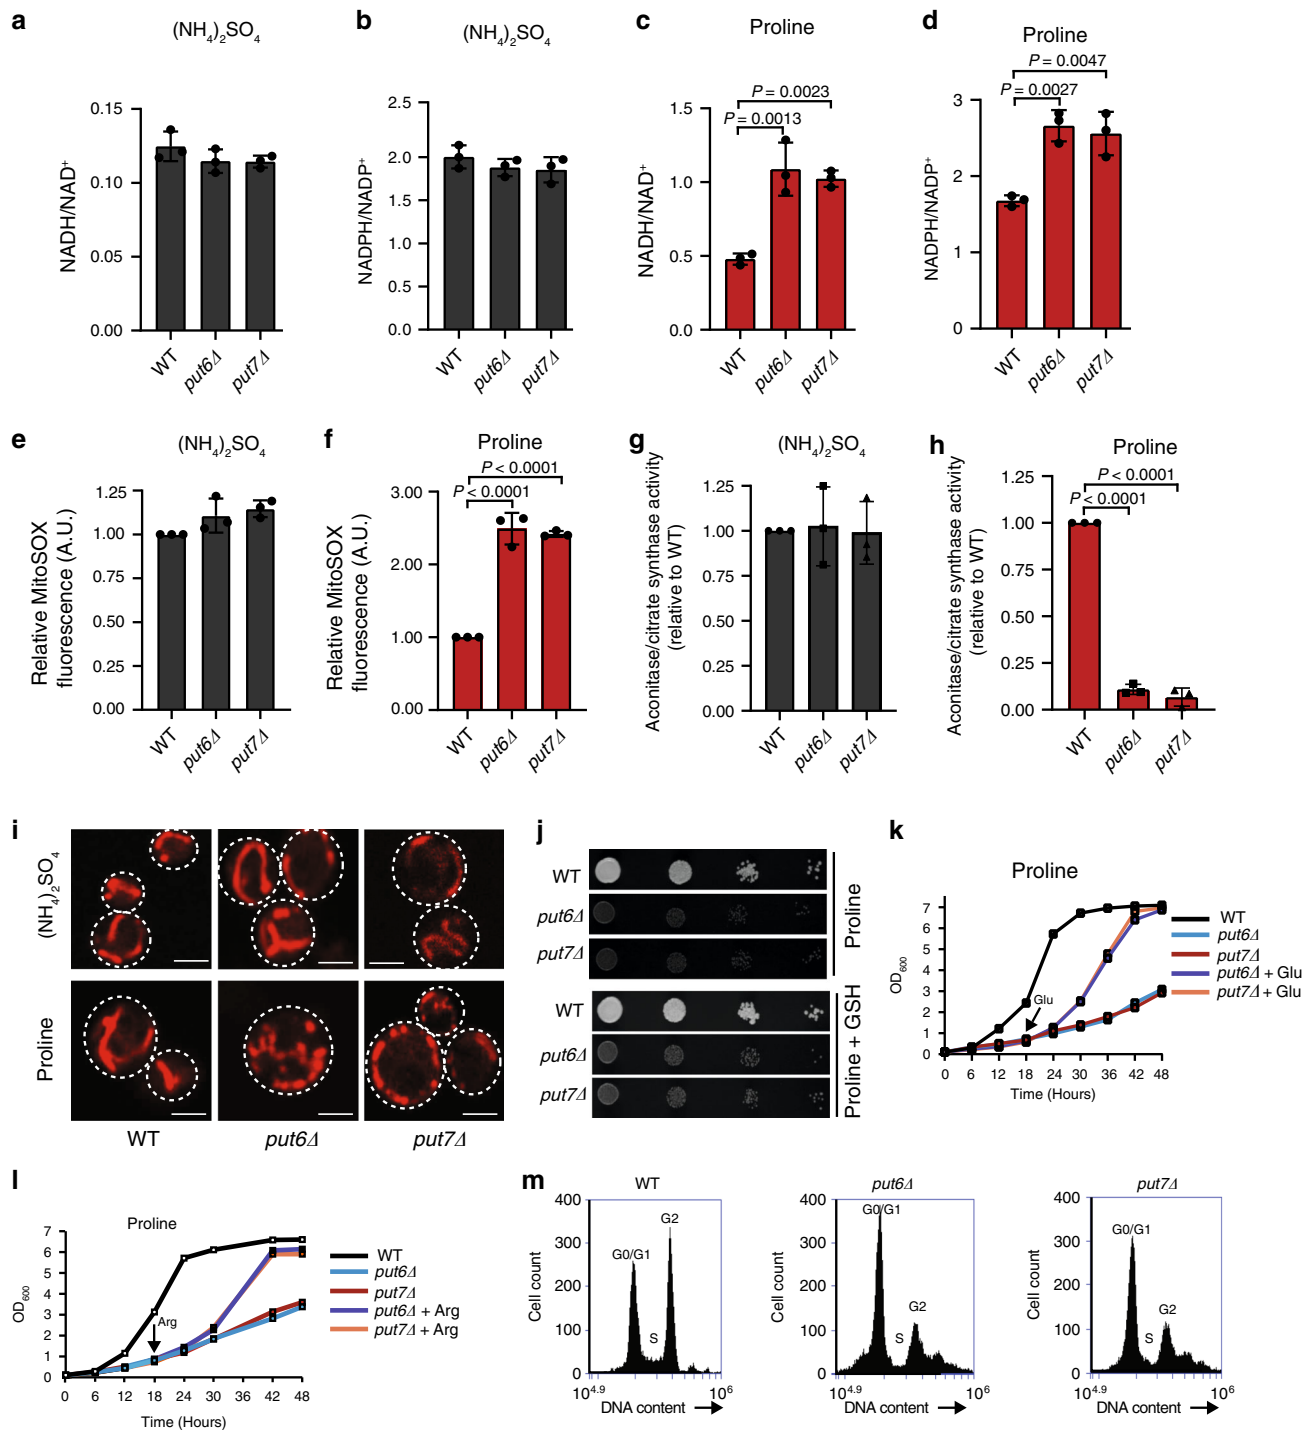 a
(NH4)2SO4
NADH/NAD+
0.15
0.10
0.05
0.00
WT
put6Δ
put7Δ
b
(NH4)2SO4
NADPH/NADP+
2.5
2.0
1.5
1.0
0.5
0.0
WT
put6Δ
put7Δ
c
Proline
P = 0.0023
P = 0.0013
NADH/NAD+
1.5
1.0
0.5
0.0
WT
put6Δ
put7Δ
d
Proline
P = 0.0047
P = 0.0027
NADPH/NADP+
3
2
1
0
WT
put6Δ
put7Δ
e
(NH4)2SO4
Relative MitoSOX
fluorescence (A.U.)
1.25
1.00
0.75
0.50
0.25
0.00
WT
put6Δ
put7Δ
f
Proline
P < 0.0001
P < 0.0001
Relative MitoSOX
fluorescence (A.U.)
3.00
2.00
1.00
0.00
WT
put6Δ
put7Δ
g
(NH4)2SO4
Aconitase/citrate synthase activity
(relative to WT)
1.25
1.00
0.75
0.50
0.25
0.00
WT
put6Δ
put7Δ
h
Proline
P < 0.0001
P < 0.0001
Aconitase/citrate synthase activity
(relative to WT)
1.25
1.00
0.75
0.50
0.25
0.00
WT
put6Δ
put7Δ
i
(NH4)2SO4
Proline
WT
put6Δ
put7Δ
j
WT
put6Δ
put7Δ
Proline
WT
put6Δ
put7Δ
Proline + GSH
k
Proline
OD600
7
6
5
4
3
2
1
0
Glu
0 6 12 18 24 30 36 42 48
Time (Hours)
WT
put6Δ
put7Δ
put6Δ + Glu
put7Δ + Glu
l
Proline
OD600
7
6
5
4
3
2
1
0
Arg
0 6 12 18 24 30 36 42 48
Time (Hours)
WT
put6Δ
put7Δ
put6Δ + Arg
put7Δ + Arg
m
WT
Cell count
400
300
200
100
0
G0/G1
S
G2
10^4.9
10^6
DNA content
put6Δ
Cell count
400
300
200
100
0
G0/G1
S
G2
10^4.9
10^6
DNA content
put7Δ
Cell count
400
300
200
100
0
G0/G1
S
G2
10^4.9
10^6
DNA content